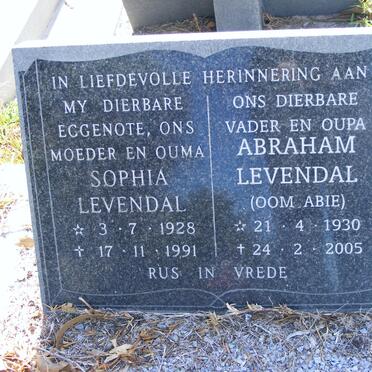 IN LIEFDEVOLLE HERINNERING AAN
MY DIERBARE
EGGENOTE, ONS
MOEDER EN OUMA
SOPHIA
LEVENDAL
☆ 3 · 7 · 1928
✝ 17 · 11 · 1991
ONS DIERBARE
VADER EN OUPA
ABRAHAM
LEVENDAL
(OOM ABIE)
☆ 21 · 4 · 1930
✝ 24 · 2 · 2005
RUS IN VREDE